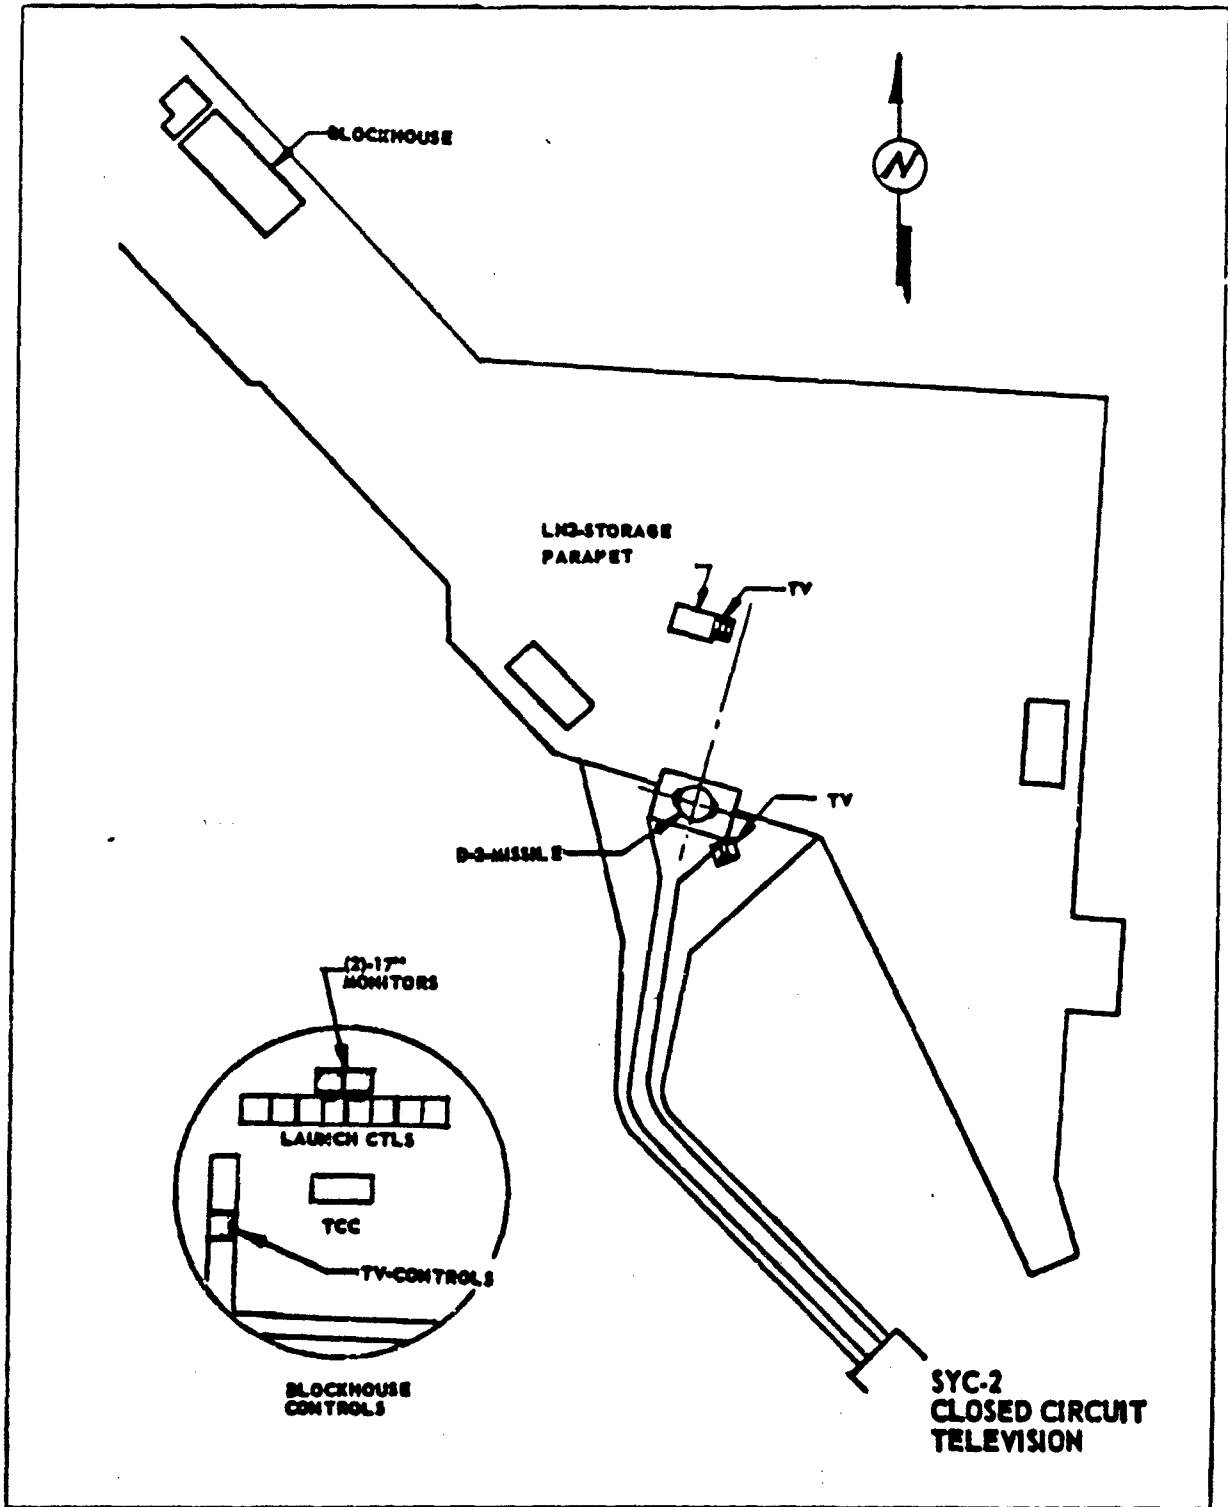 BLOCKHOUSE
N
LN2-STORAGE
PARAPET
TV
TV
D-2-MISSILE
(2)-17"
MONITORS
LAUNCH CTLS
TCC
TV-CONTROLS
BLOCKHOUSE
CONTROLS
SYC-2
CLOSED CIRCUIT
TELEVISION